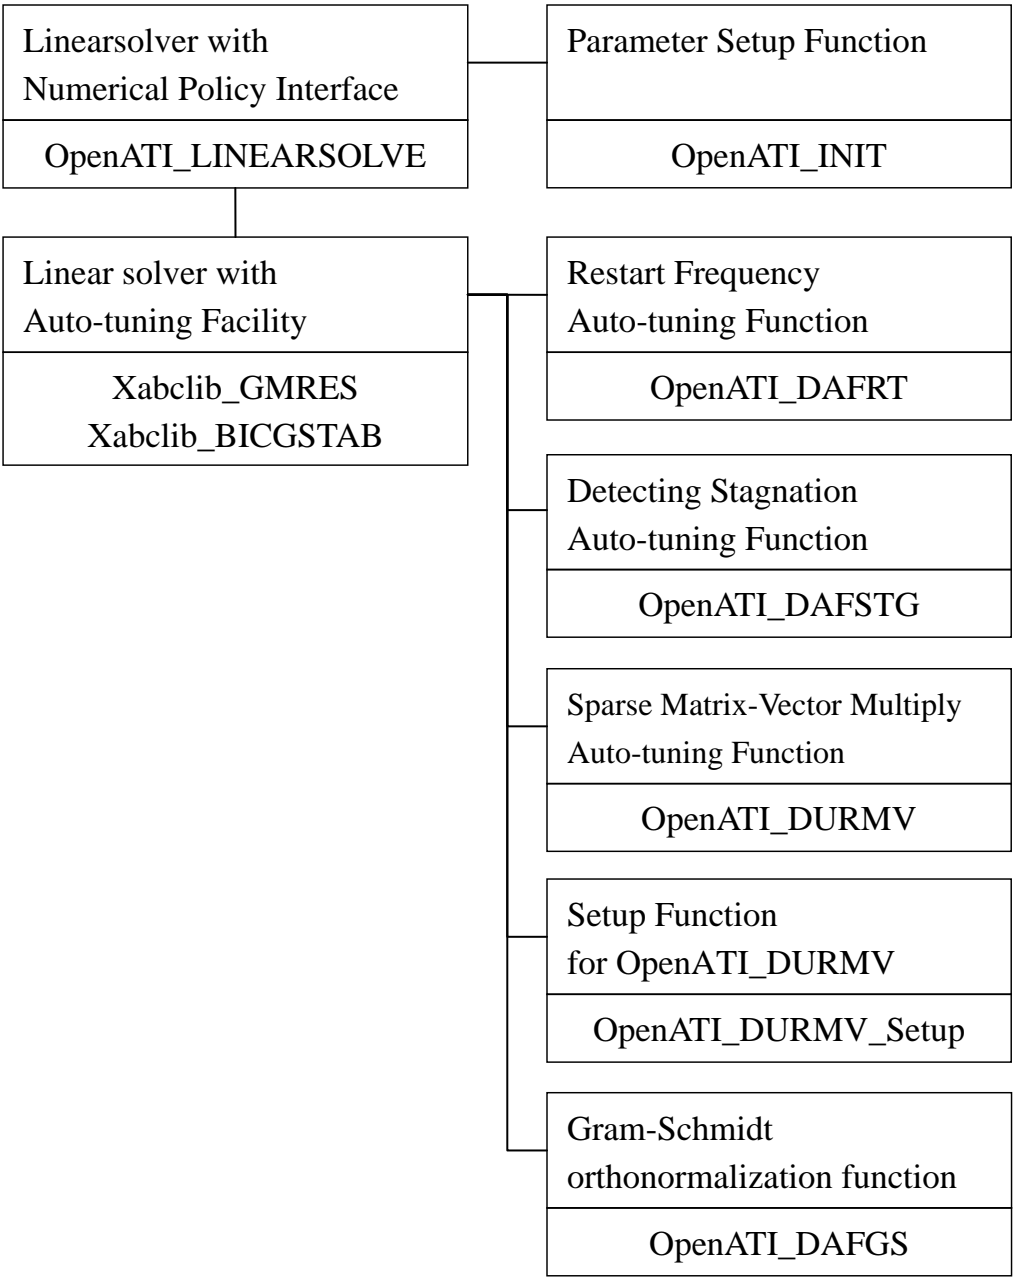 Linearsolver with
Numerical Policy Interface
OpenATI_LINEARSOLVE
Parameter Setup Function
OpenATI_INIT
Linear solver with
Auto-tuning Facility
Xabclib_GMRES
Xabclib_BICGSTAB
Restart Frequency
Auto-tuning Function
OpenATI_DAFRT
Detecting Stagnation
Auto-tuning Function
OpenATI_DAFSTG
Sparse Matrix-Vector Multiply
Auto-tuning Function
OpenATI_DURMV
Setup Function
for OpenATI_DURMV
OpenATI_DURMV_Setup
Gram-Schmidt
orthonormalization function
OpenATI_DAFGS